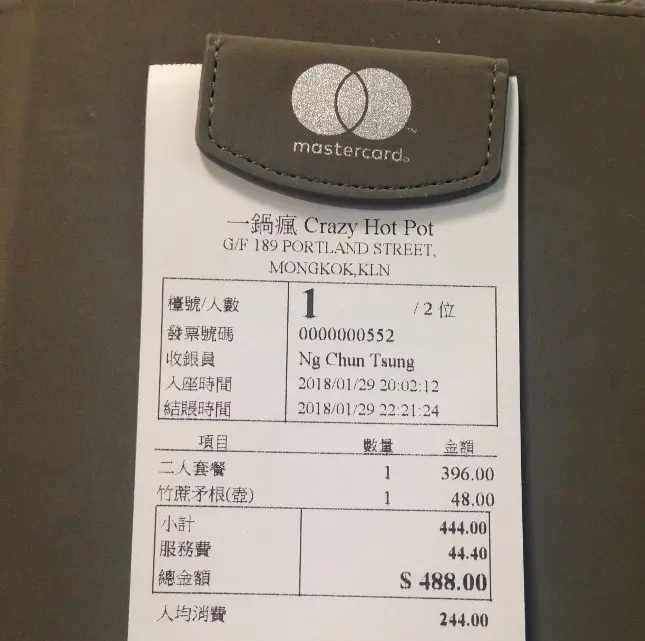 mastercard®
一鍋瘋 Crazy Hot Pot
G/F 189 PORTLAND STREET,
MONGKOK,KLN
檯號/人數 1 / 2 位
發票號碼 0000000552
收銀員 Ng Chun Tsung
入座時間 2018/01/29 20:02:12
結賬時間 2018/01/29 22:21:24
項目 數量 金額
二人套餐 1 396.00
竹蔗矛根(壺) 1 48.00
小計 444.00
服務費 44.40
總金額 $ 488.00
人均消費 244.00